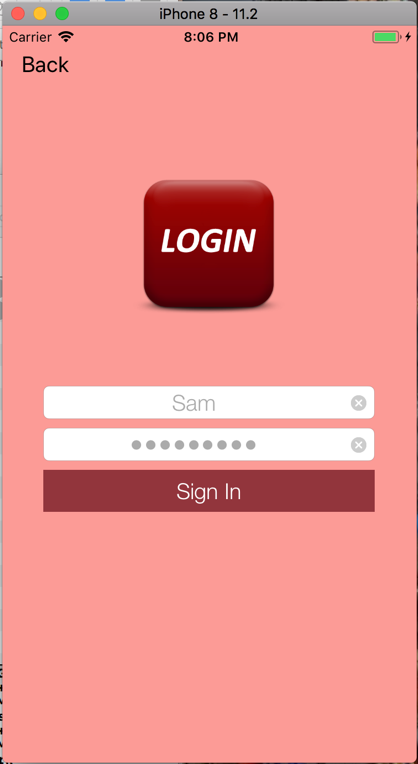 iPhone 8 - 11.2
Carrier 8:06 PM
Back
LOGIN
Sam
●●●●●●●●●
Sign In